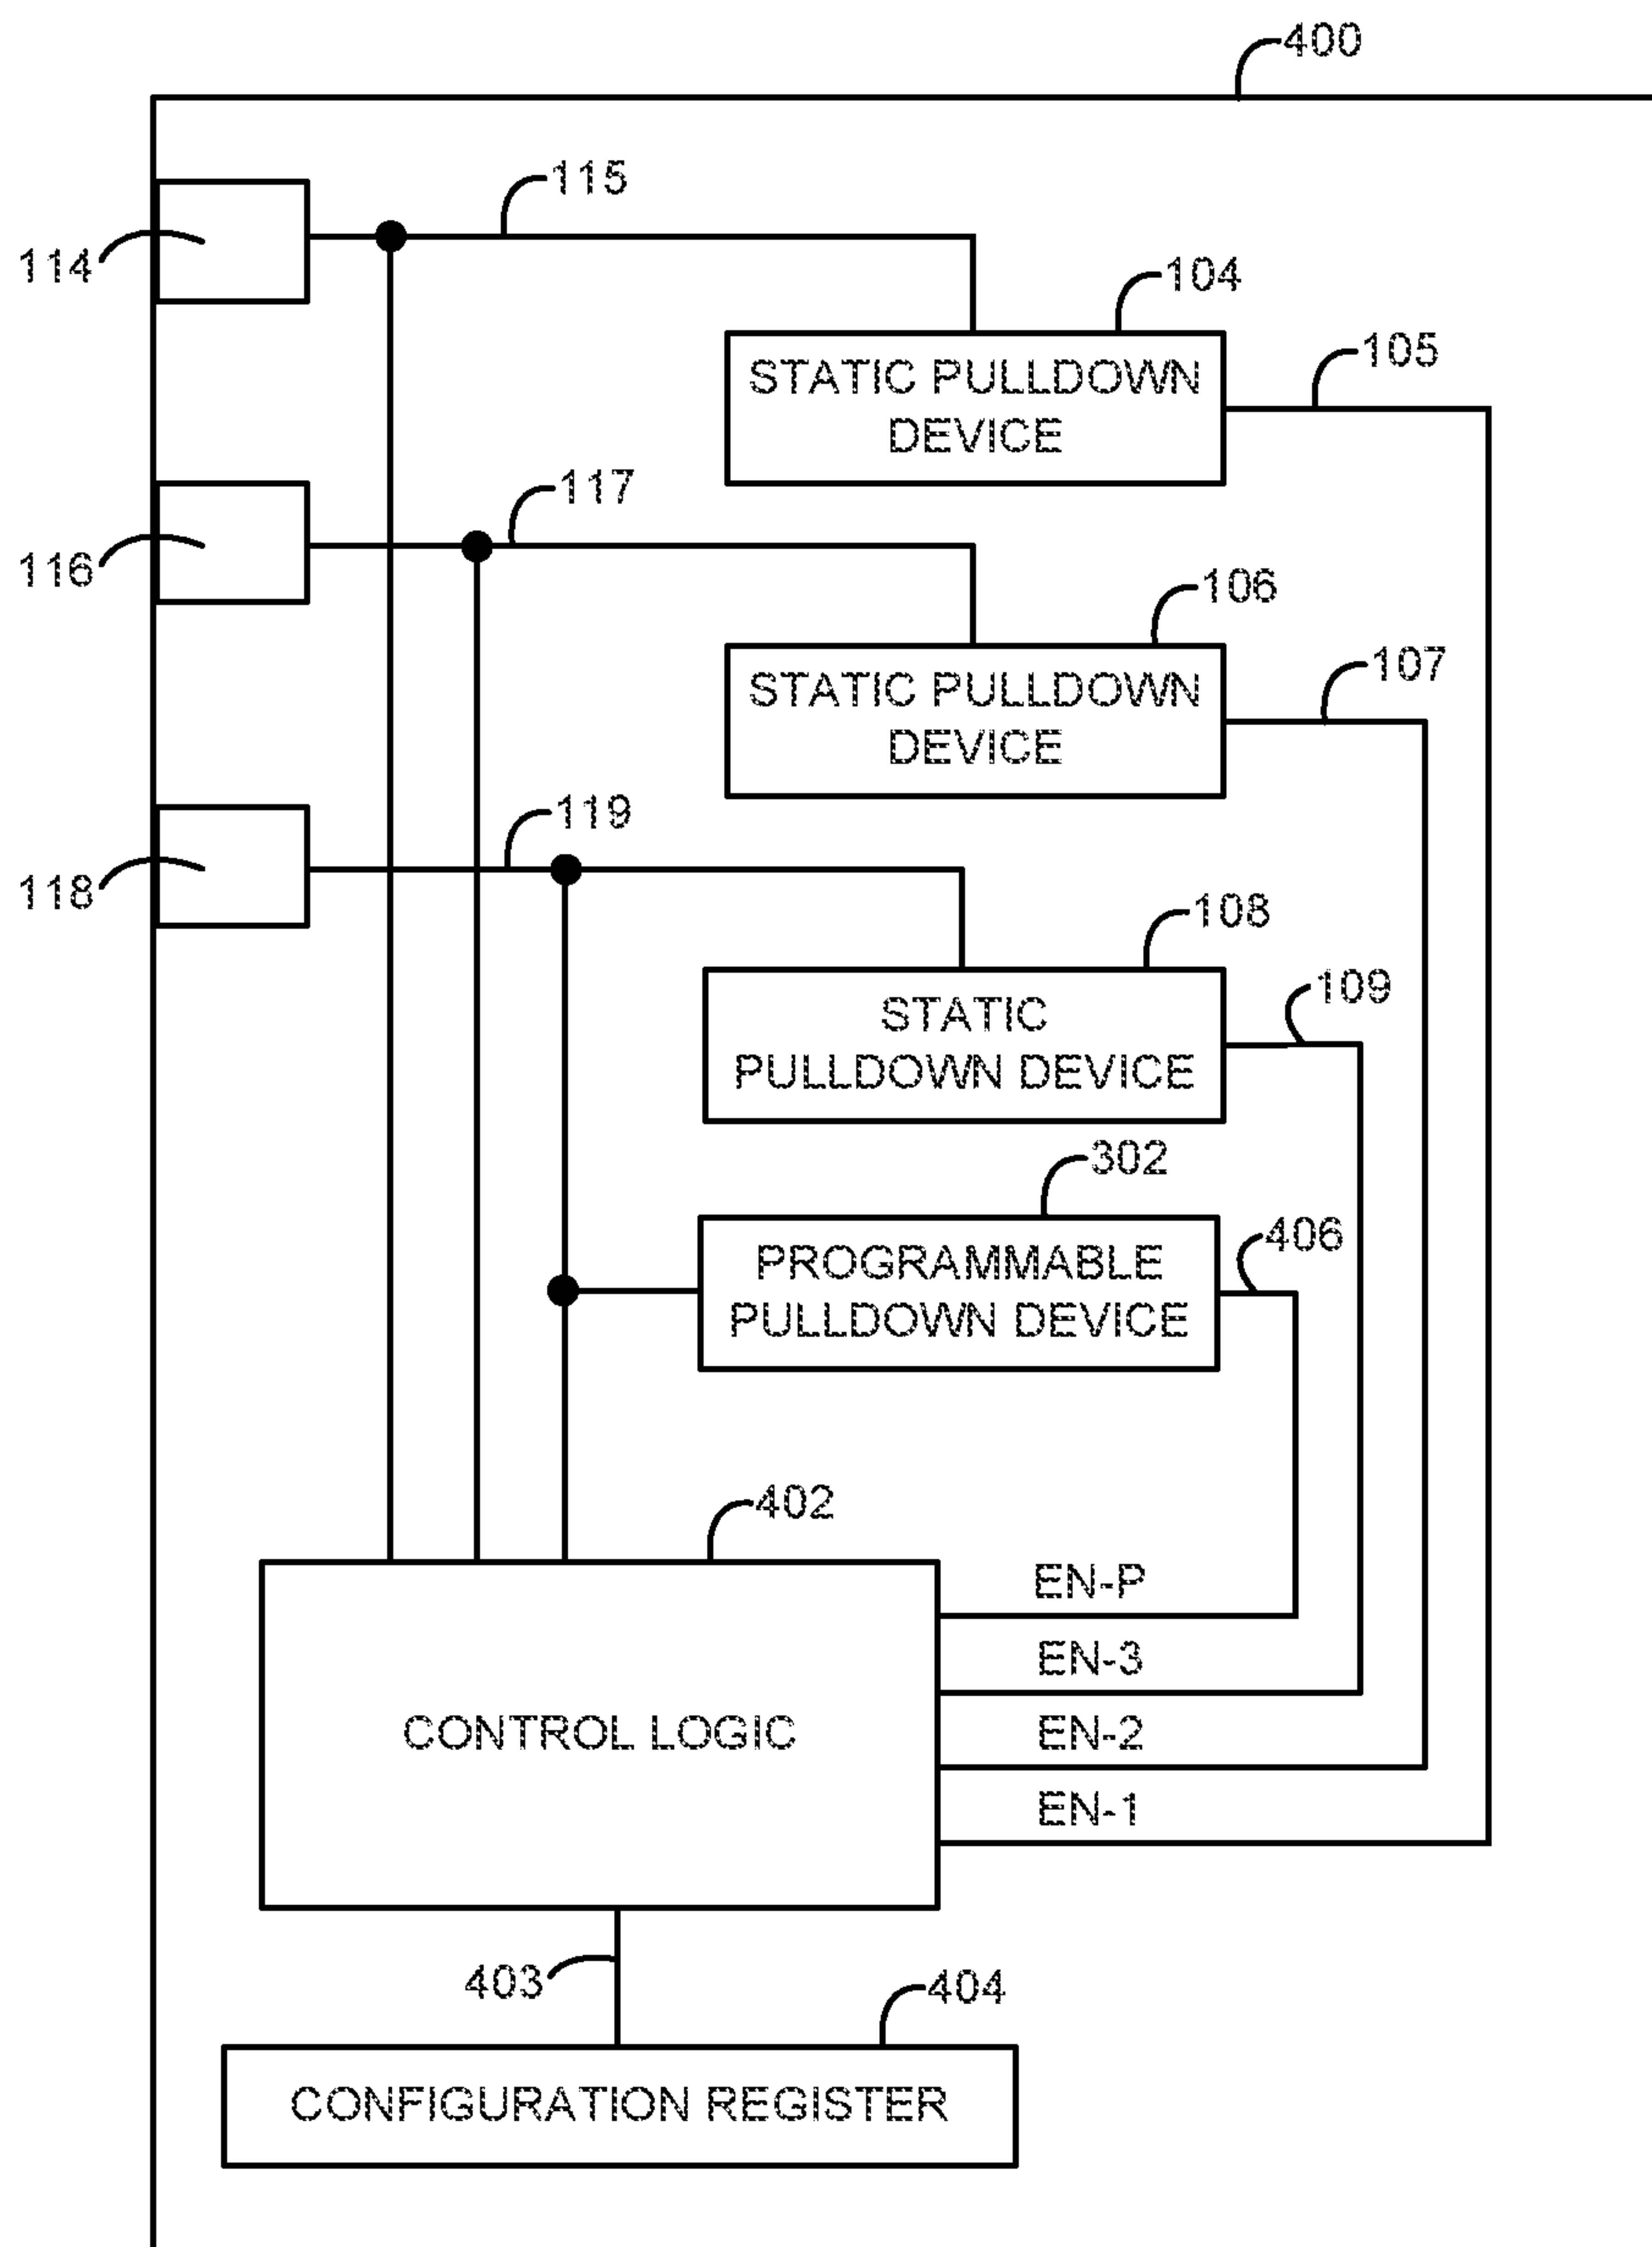 400
115
114
104
STATIC PULLDOWN
DEVICE
105
117
116
106
STATIC PULLDOWN
DEVICE
107
119
118
108
STATIC
PULLDOWN DEVICE
109
302
PROGRAMMABLE
PULLDOWN DEVICE
406
402
CONTROL LOGIC
EN-P
EN-3
EN-2
EN-1
403
404
CONFIGURATION REGISTER